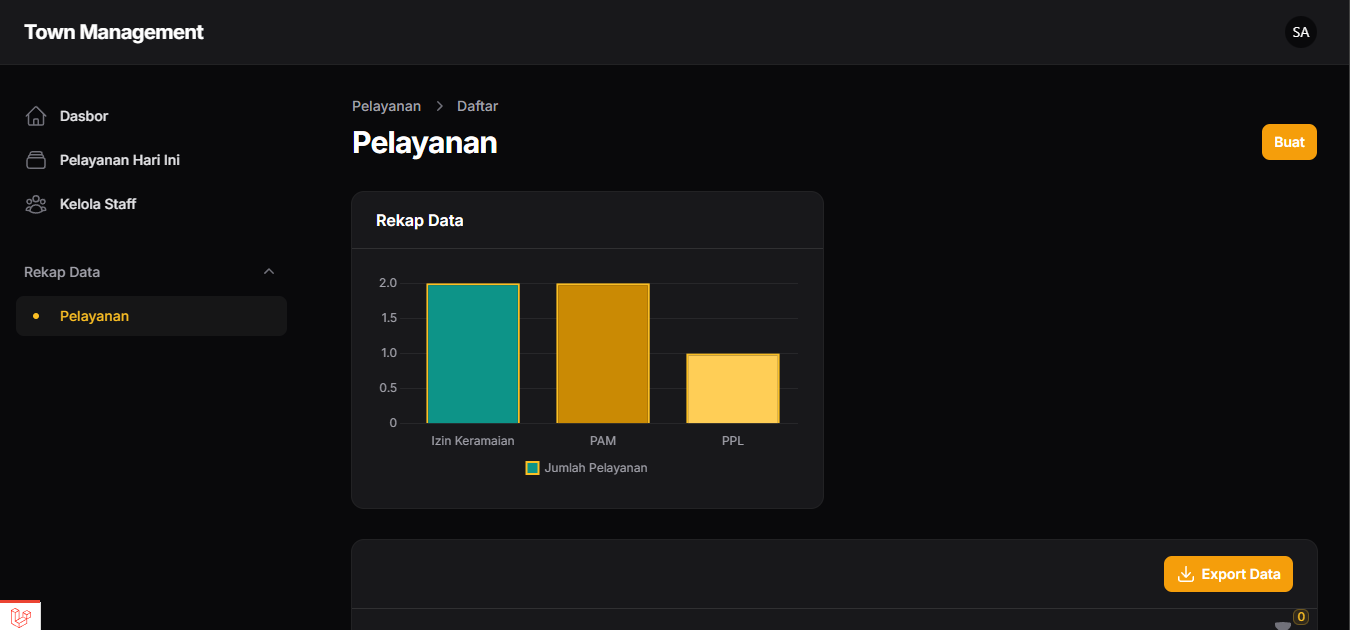 Town Management
SA
Dasbor
Pelayanan Hari Ini
Kelola Staff
Rekap Data
Pelayanan
Pelayanan > Daftar
Pelayanan
Buat
Rekap Data
2.0
1.5
1.0
0.5
0
Izin Keramaian PAM PPL
Jumlah Pelayanan
Export Data
0